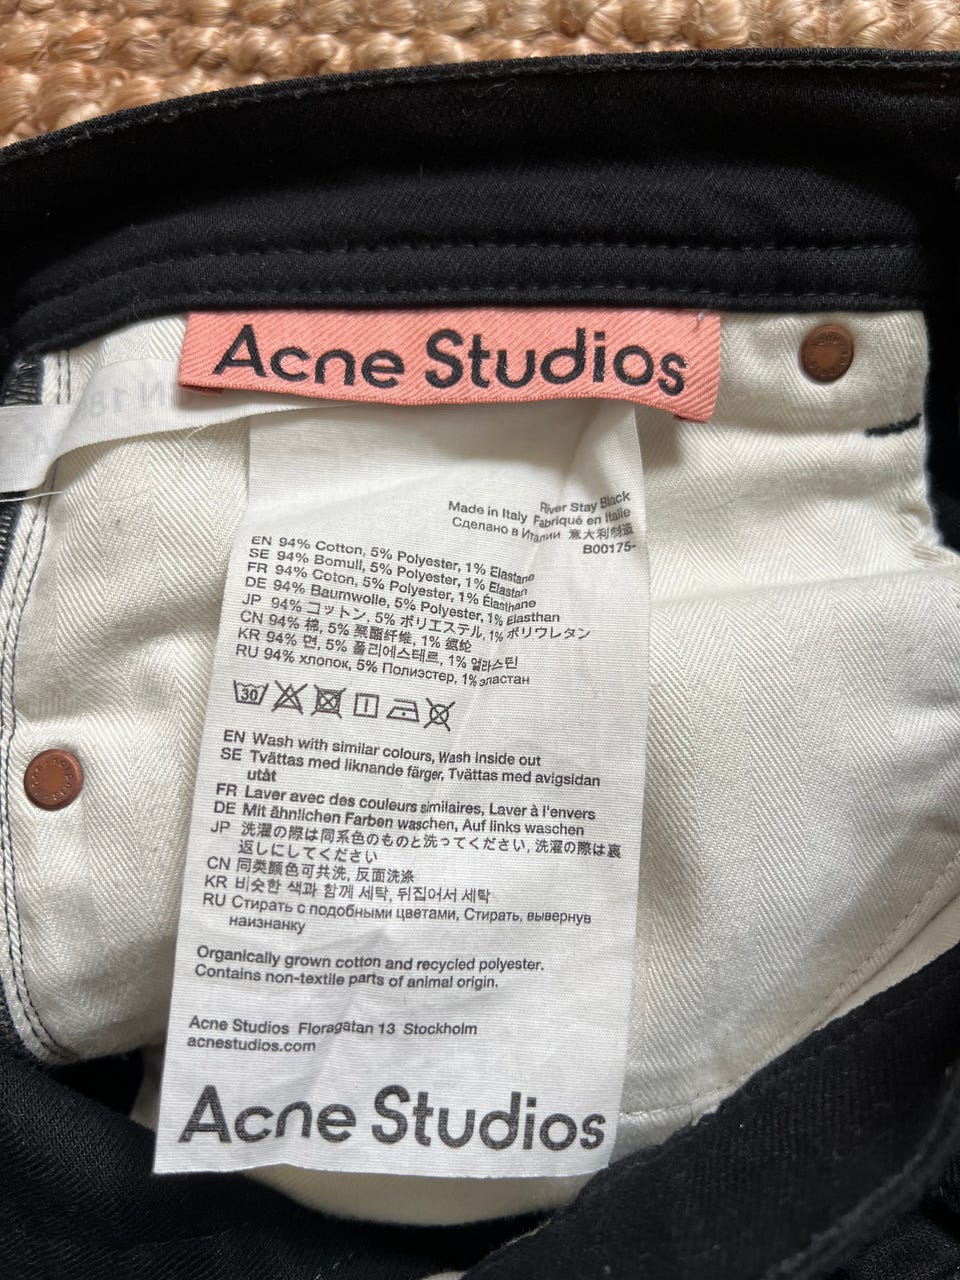 Acne Studios
River Stay Black
Made in Italy Fabriqué en Italie
Сделано в Италии 意大利制造
B00175-
EN 94% Cotton, 5% Polyester, 1% Elastane
SE 94% Bomull, 5% Polyester, 1% Elastan
FR 94% Coton, 5% Polyester, 1% Élasthane
DE 94% Baumwolle, 5% Polyester, 1% Elasthan
JP 94% コットン, 5% ポリエステル, 1% ポリウレタン
CN 94% 棉, 5% 聚酯纤维, 1% 氨纶
KR 94% 면, 5% 폴리에스테르, 1% 엘라스틴
RU 94% хлопок, 5% Полиэстер, 1% эластан
30
EN Wash with similar colours, Wash Inside out
SE Tvättas med liknande färger, Tvättas med avigsidan
utåt
FR Laver avec des couleurs similaires, Laver à l'envers
DE Mit ähnlichen Farben waschen, Auf links waschen
JP 洗濯の際は同系色のものと洗ってください, 洗濯の際は裏
返しにしてください
CN 同类颜色可共洗, 反面洗涤
KR 비슷한 색과 함께 세탁, 뒤집어서 세탁
RU Стирать с подобными цветами, Стирать, вывернув
наизнанку
Organically grown cotton and recycled polyester.
Contains non-textile parts of animal origin.
Acne Studios Floragatan 13 Stockholm
acnestudios.com
Acne Studios